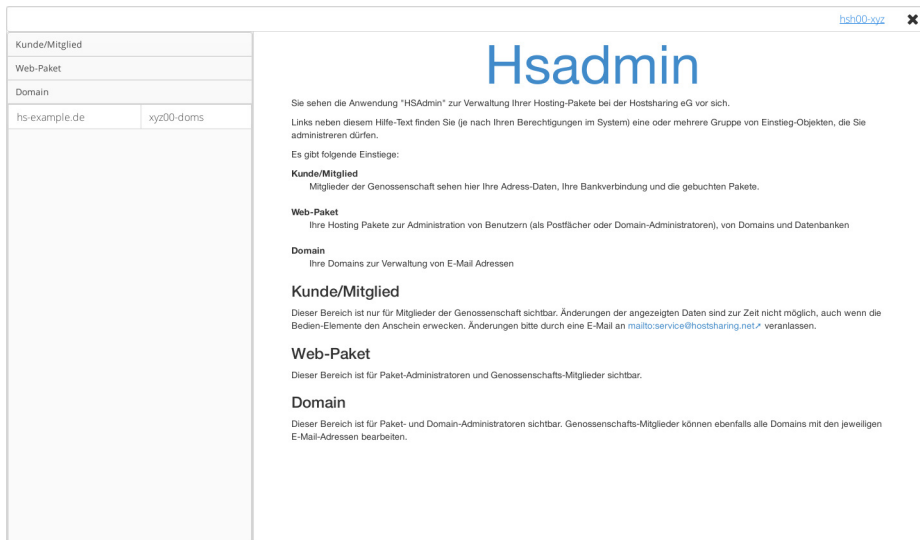 hsh00-xyz ✖
Kunde/Mitglied
Web-Paket
Domain
hs-example.de xyz00-doms
Hsadmin
Sie sehen die Anwendung "HSAdmin" zur Verwaltung Ihrer Hosting-Pakete bei der Hostsharing eG vor sich.
Links neben diesem Hilfe-Text finden Sie (je nach Ihren Berechtigungen im System) eine oder mehrere Gruppe von Einstieg-Objekten, die Sie
administreren dürfen.
Es gibt folgende Einstiege:
Kunde/Mitglied
Mitglieder der Genossenschaft sehen hier Ihre Adress-Daten, Ihre Bankverbindung und die gebuchten Pakete.
Web-Paket
Ihre Hosting Pakete zur Administration von Benutzern (als Postfächer oder Domain-Administratoren), von Domains und Datenbanken
Domain
Ihre Domains zur Verwaltung von E-Mail Adressen
Kunde/Mitglied
Dieser Bereich ist nur für Mitglieder der Genossenschaft sichtbar. Änderungen der angezeigten Daten sind zur Zeit nicht möglich, auch wenn die
Bedien-Elemente den Anschein erwecken. Änderungen bitte durch eine E-Mail an mailto:service@hostsharing.net↗ veranlassen.
Web-Paket
Dieser Bereich ist für Paket-Administratoren und Genossenschafts-Mitglieder sichtbar.
Domain
Dieser Bereich ist für Paket- und Domain-Administratoren sichtbar. Genossenschafts-Mitglieder können ebenfalls alle Domains mit den jeweiligen
E-Mail-Adressen bearbeiten.